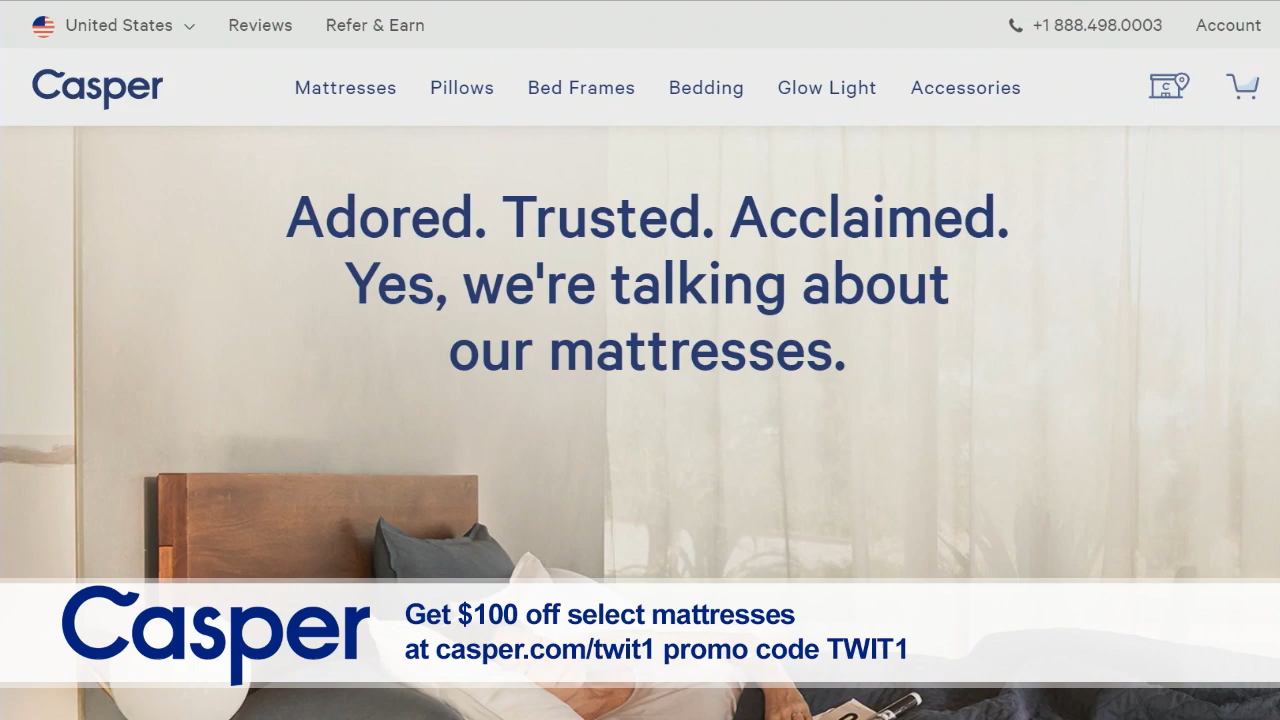 United States
Reviews
Refer & Earn
+1 888.498.0003
Account
Casper
Mattresses
Pillows
Bed Frames
Bedding
Glow Light
Accessories
Adored. Trusted. Acclaimed.
Yes, we're talking about
our mattresses.
Casper
Get $100 off select mattresses
at casper.com/twit1 promo code TWIT1